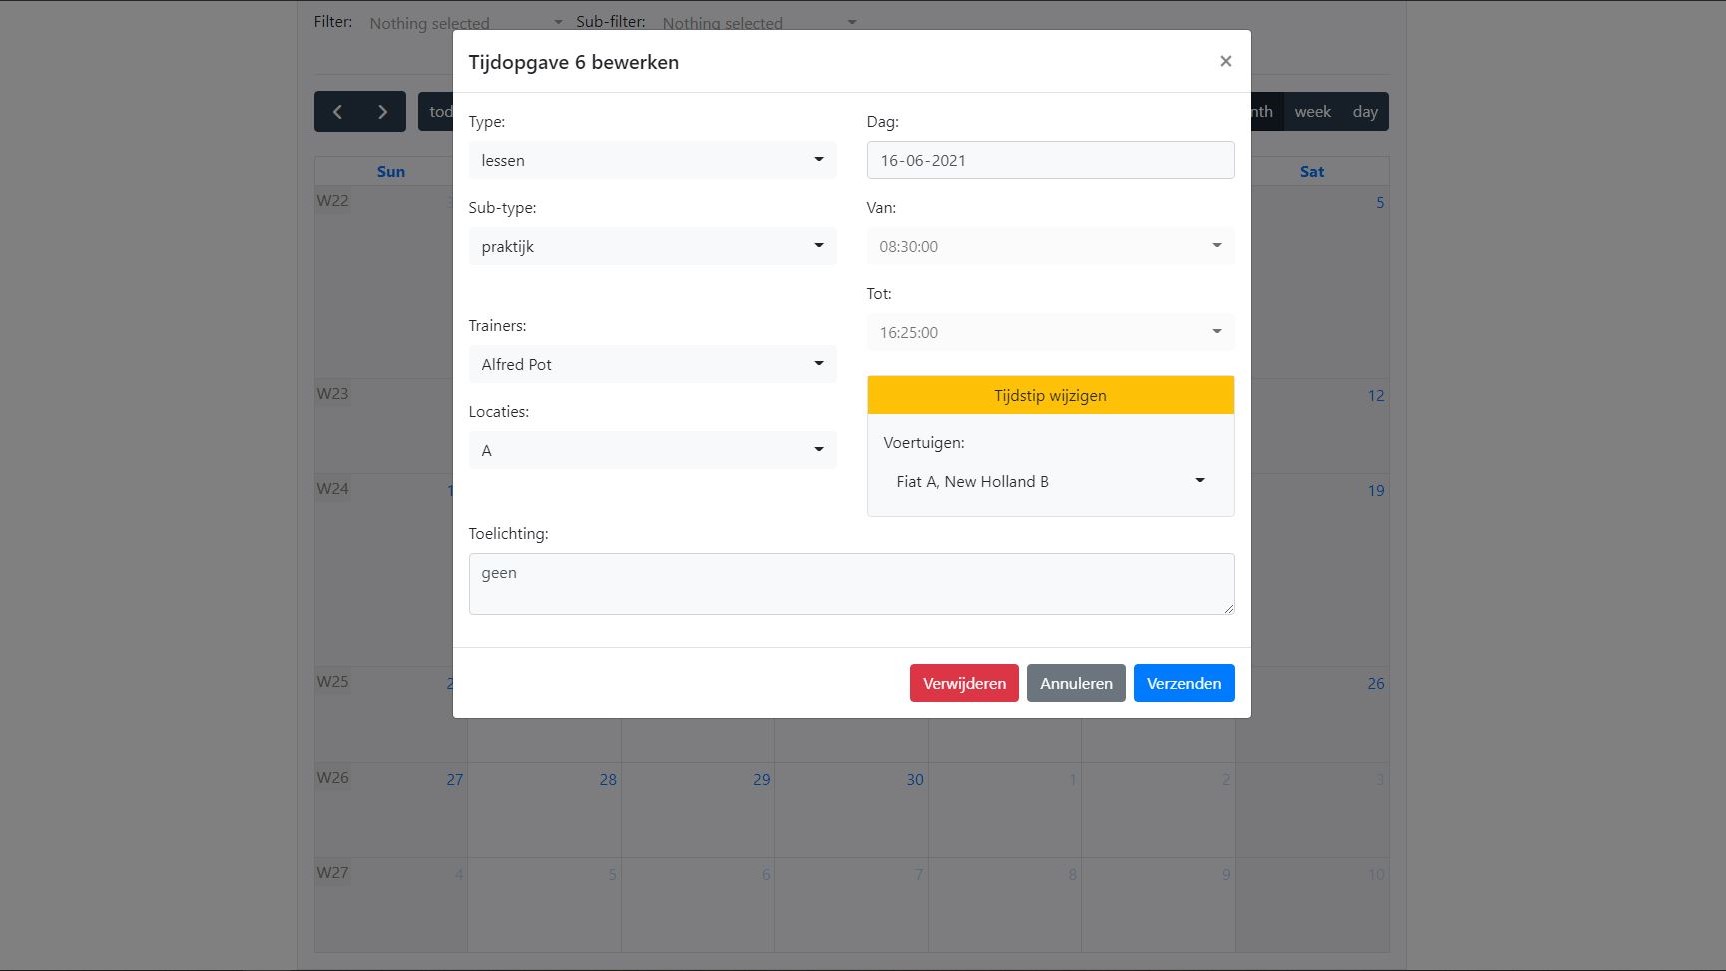 Filter: Nothing selected Sub-filter: Nothing selected
Tijdopgave 6 bewerken ×
tod
nth week day
Type:
lessen
Dag:
16-06-2021
Sub-type:
praktijk
Van:
08:30:00
Tot:
16:25:00
Trainers:
Alfred Pot
Locaties:
A
Tijdstip wijzigen
Voertuigen:
Fiat A, New Holland B
Toelichting:
geen
Verwijderen Annuleren Verzenden
Sun Sat
W22 5
W23 12
W24 1 19
W25 2 26
W26 27 28 29 30 1 2 3
W27 4 5 6 7 8 9 10